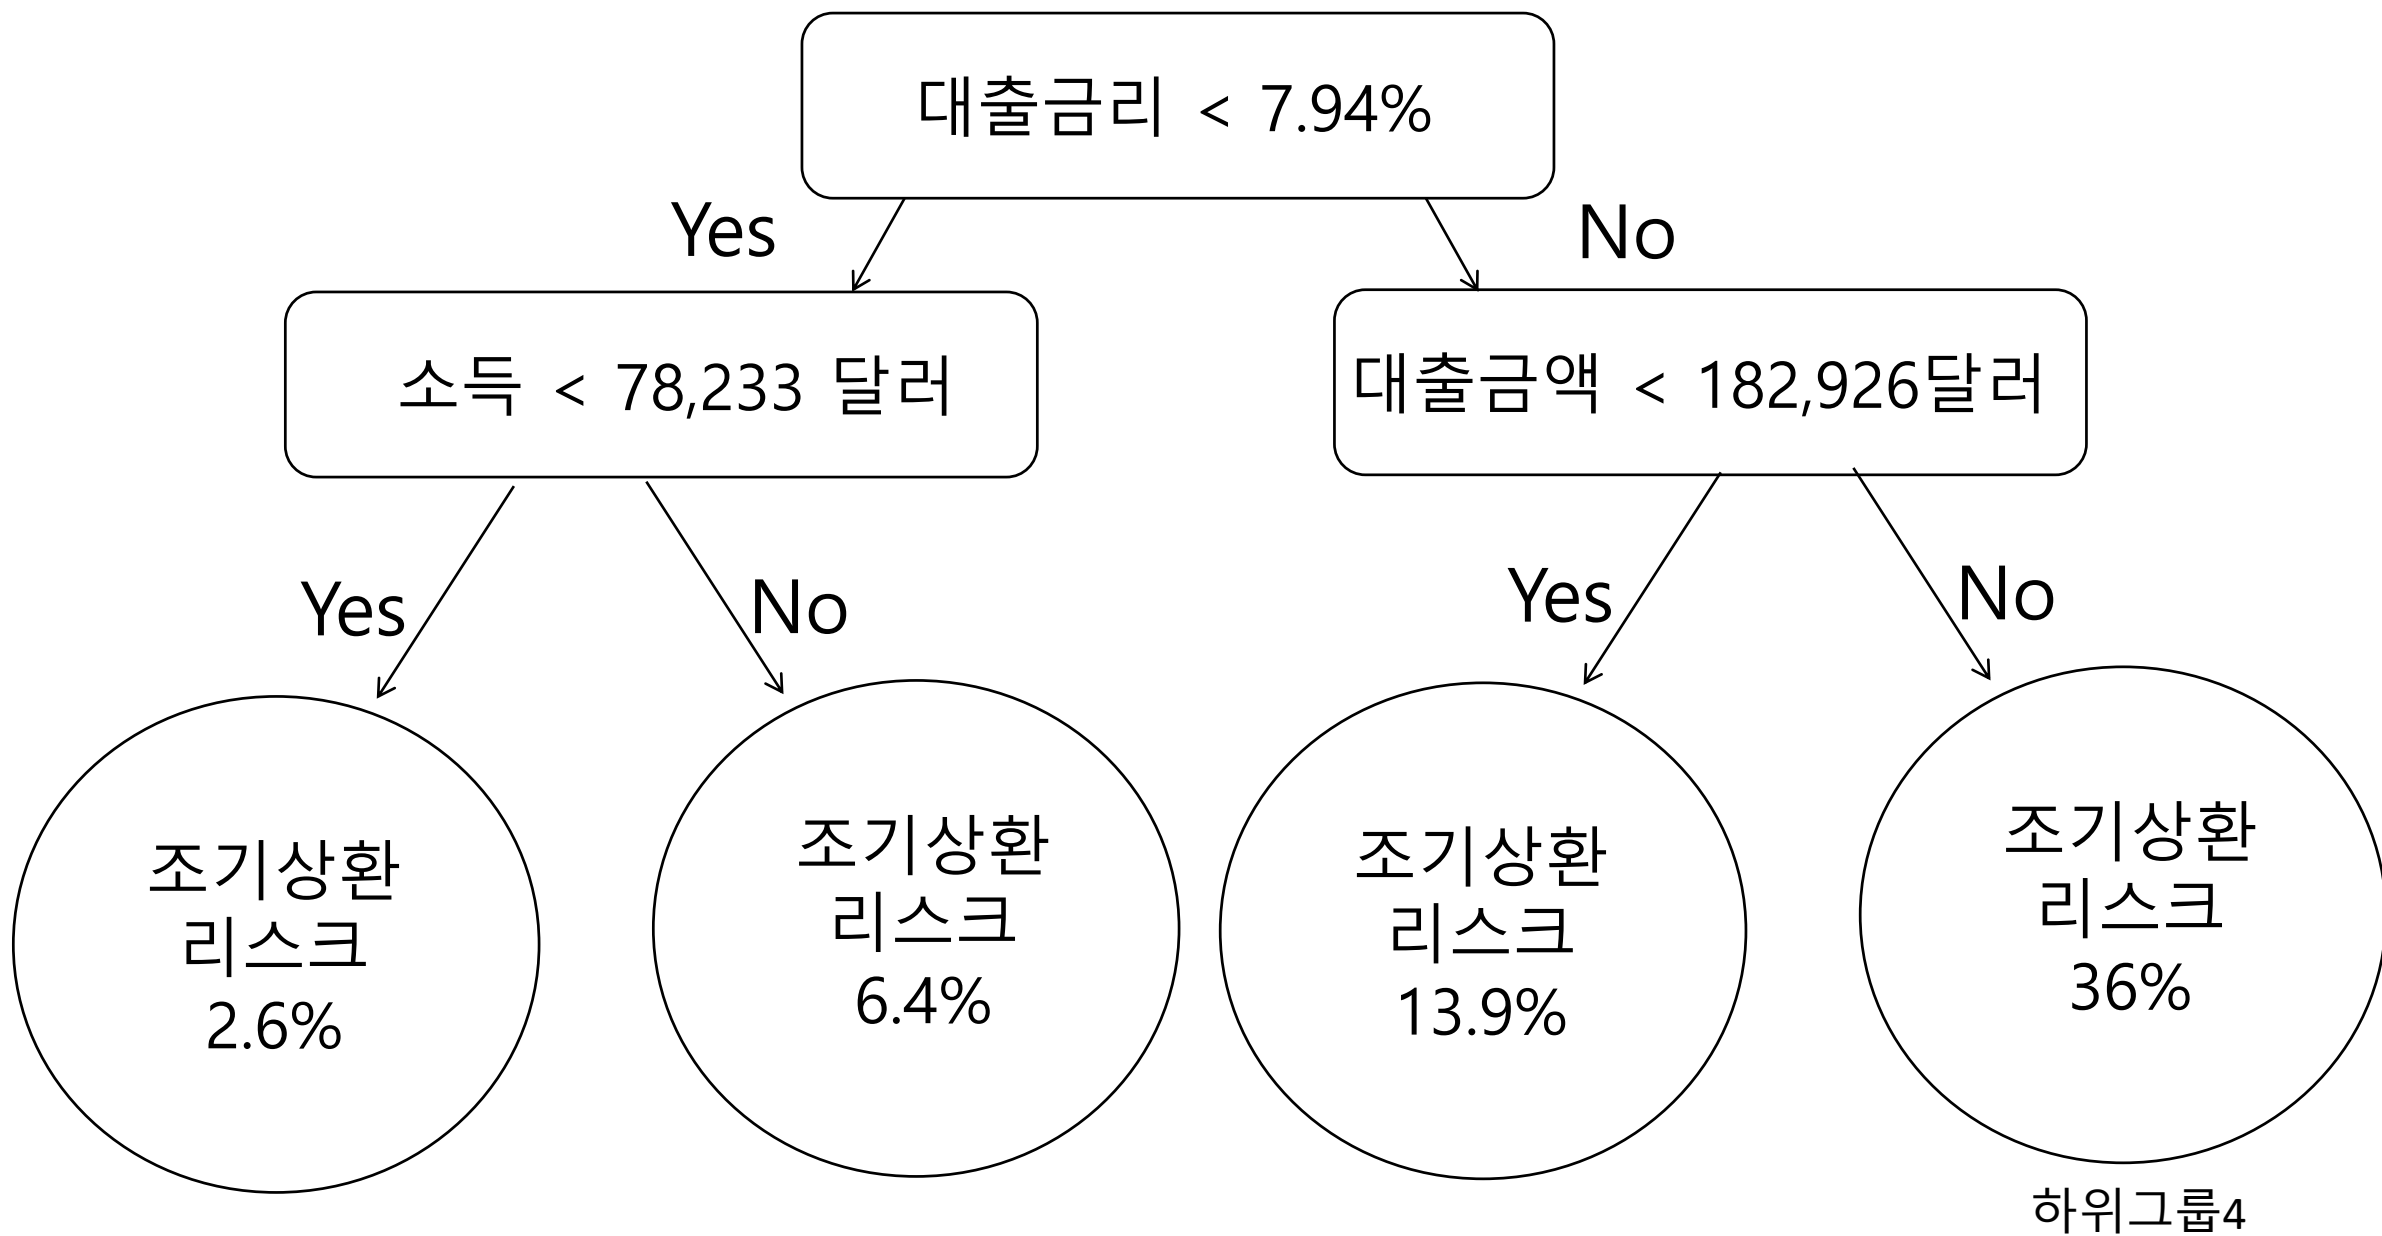 대출금리 < 7.94%
Yes
No
소득 < 78,233 달러
대출금액 < 182,926달러
Yes
No
Yes
No
조기상환
리스크
2.6%
조기상환
리스크
6.4%
조기상환
리스크
13.9%
조기상환
리스크
36%
하위그룹4